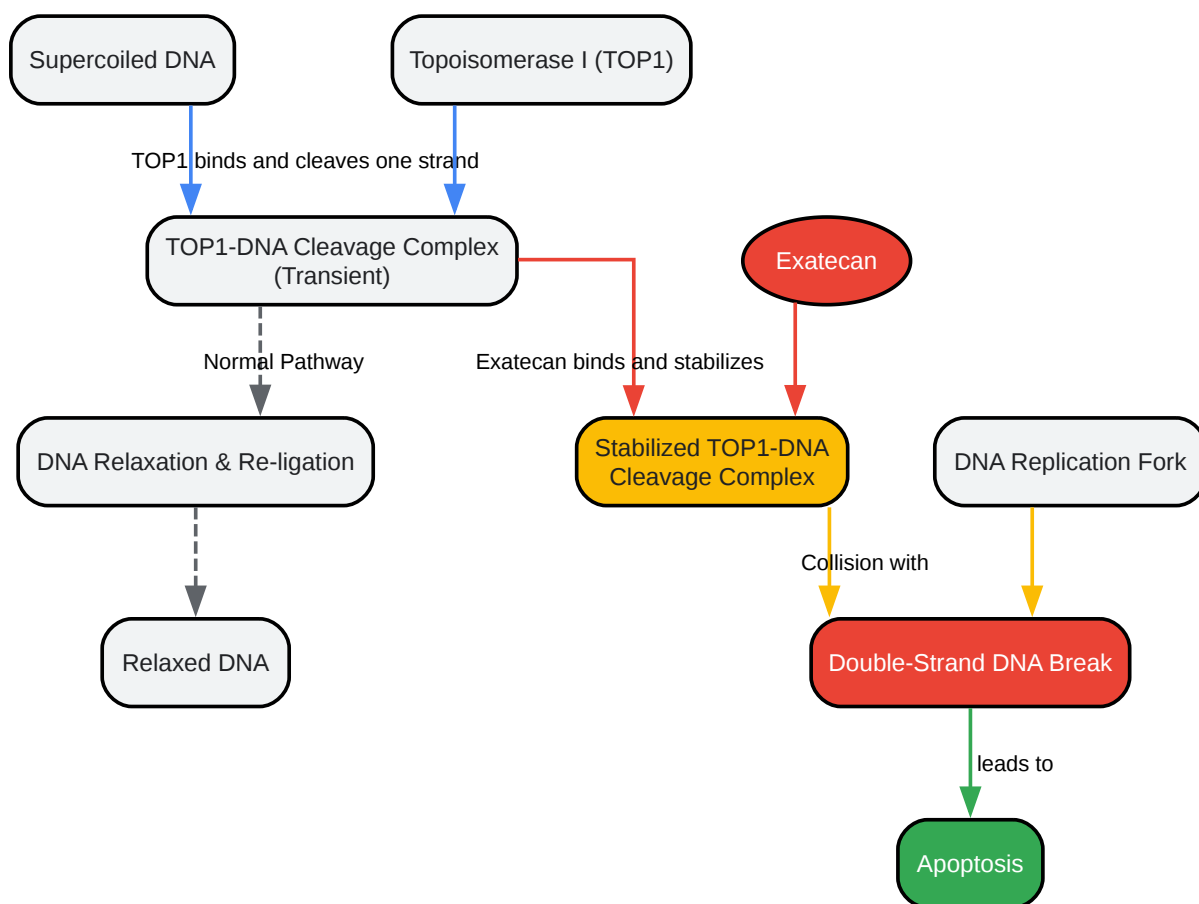 Supercoiled DNA
Topoisomerase I (TOP1)
TOP1 binds and cleaves one strand
TOP1-DNA Cleavage Complex
(Transient)
Exatecan
Normal Pathway
Exatecan binds and stabilizes
DNA Relaxation & Re-ligation
Stabilized TOP1-DNA
Cleavage Complex
DNA Replication Fork
Collision with
Relaxed DNA
Double-Strand DNA Break
leads to
Apoptosis